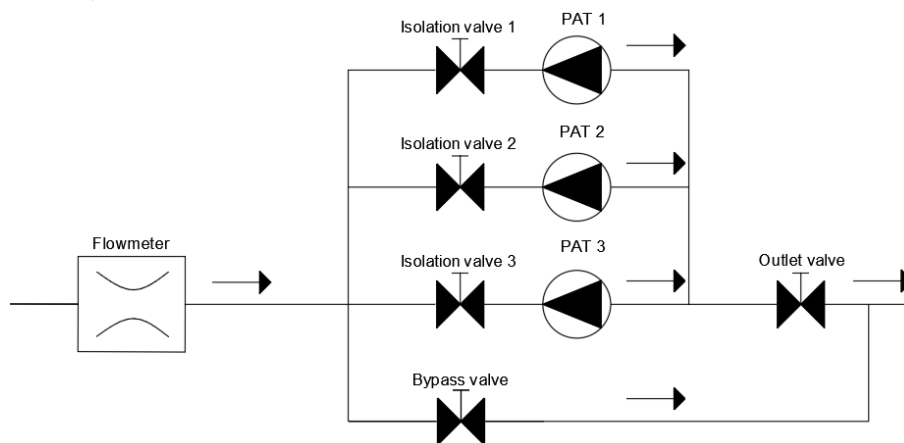 Isolation valve 1
PAT 1
Isolation valve 2
PAT 2
Flowmeter
Isolation valve 3
PAT 3
Outlet valve
Bypass valve